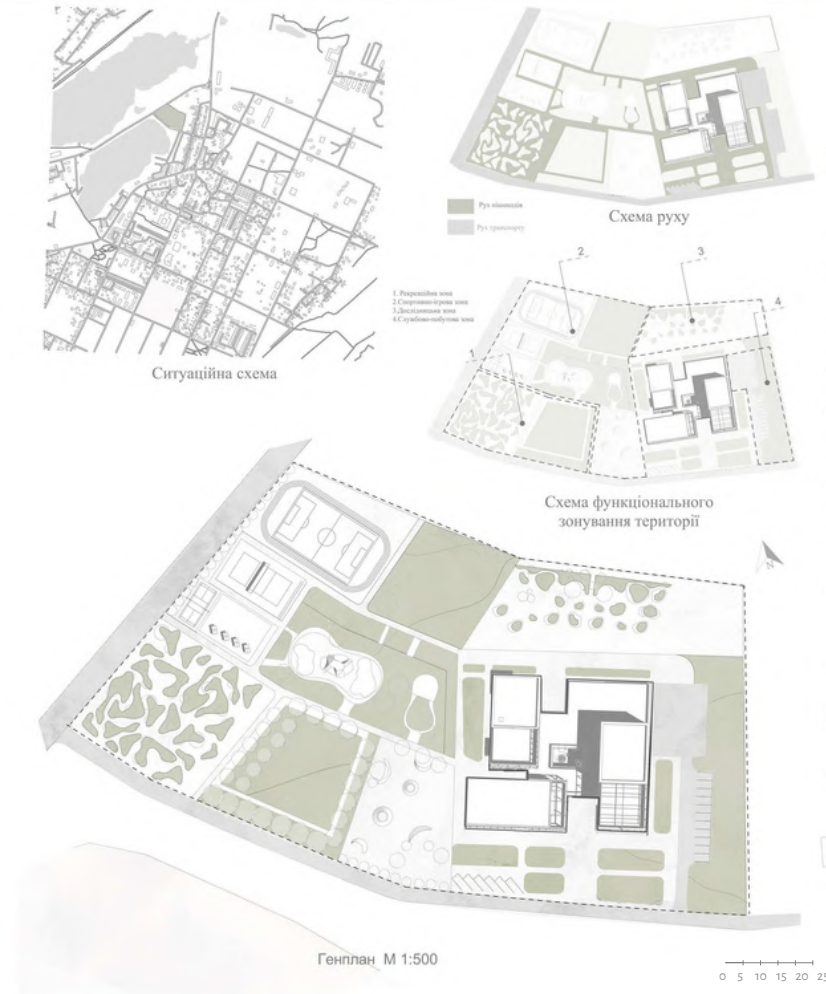 Ситуаційна схема
Рух пішоходів
Рух транспорту
Схема руху
1. Рекреаційна зона
2.Спортивно-ігрова зона
3.Дослідницька зона
4.Службово-побутова зона
1
2
3
4
Схема функціонального
зонування території
N
Генплан М 1:500
0 5 10 15 20 25